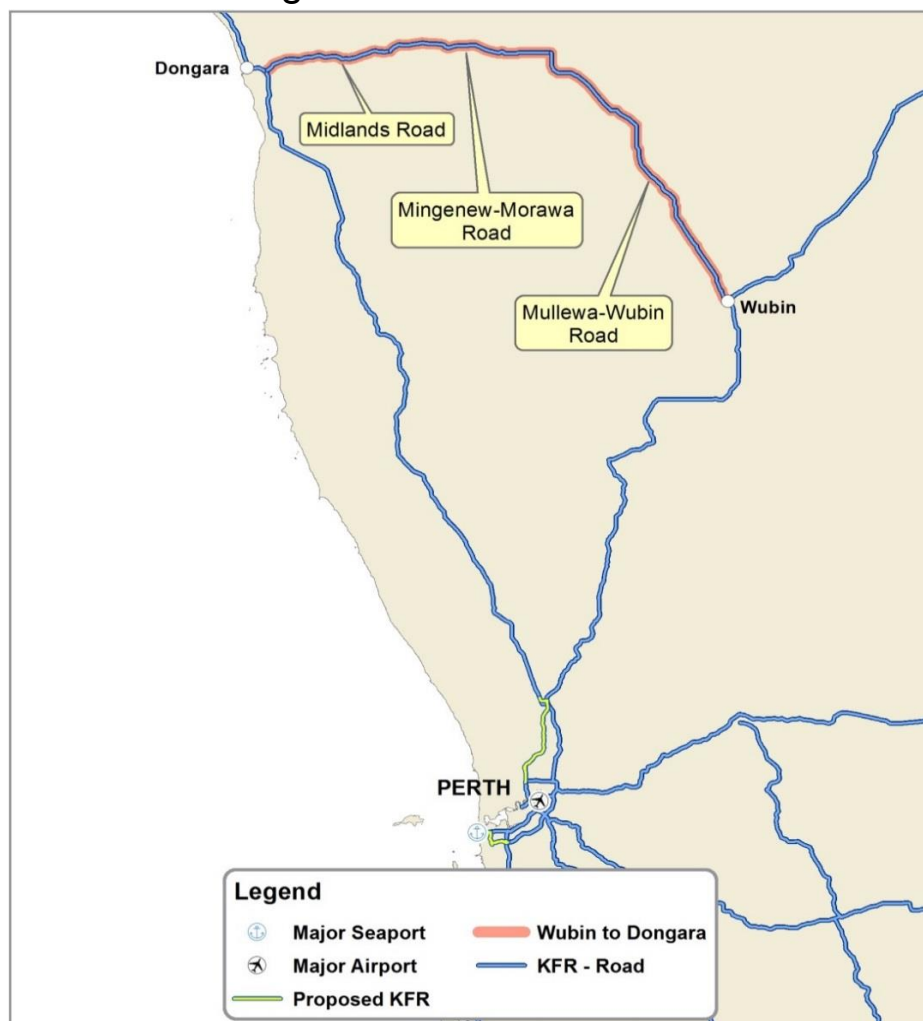 Dongara
Midlands Road
Mingenew-Morawa
Road
Mullewa-Wubin
Road
Wubin
PERTH
Legend
Major Seaport
Wubin to Dongara
Major Airport
KFR - Road
Proposed KFR